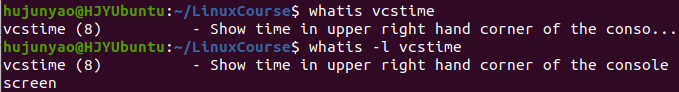 hujunyao@HJYUbuntu:~/LinuxCourse$ whatis vcstime
vcstime (8)          - Show time in upper right hand corner of the conso...
hujunyao@HJYUbuntu:~/LinuxCourse$ whatis -l vcstime
vcstime (8)          - Show time in upper right hand corner of the console
screen